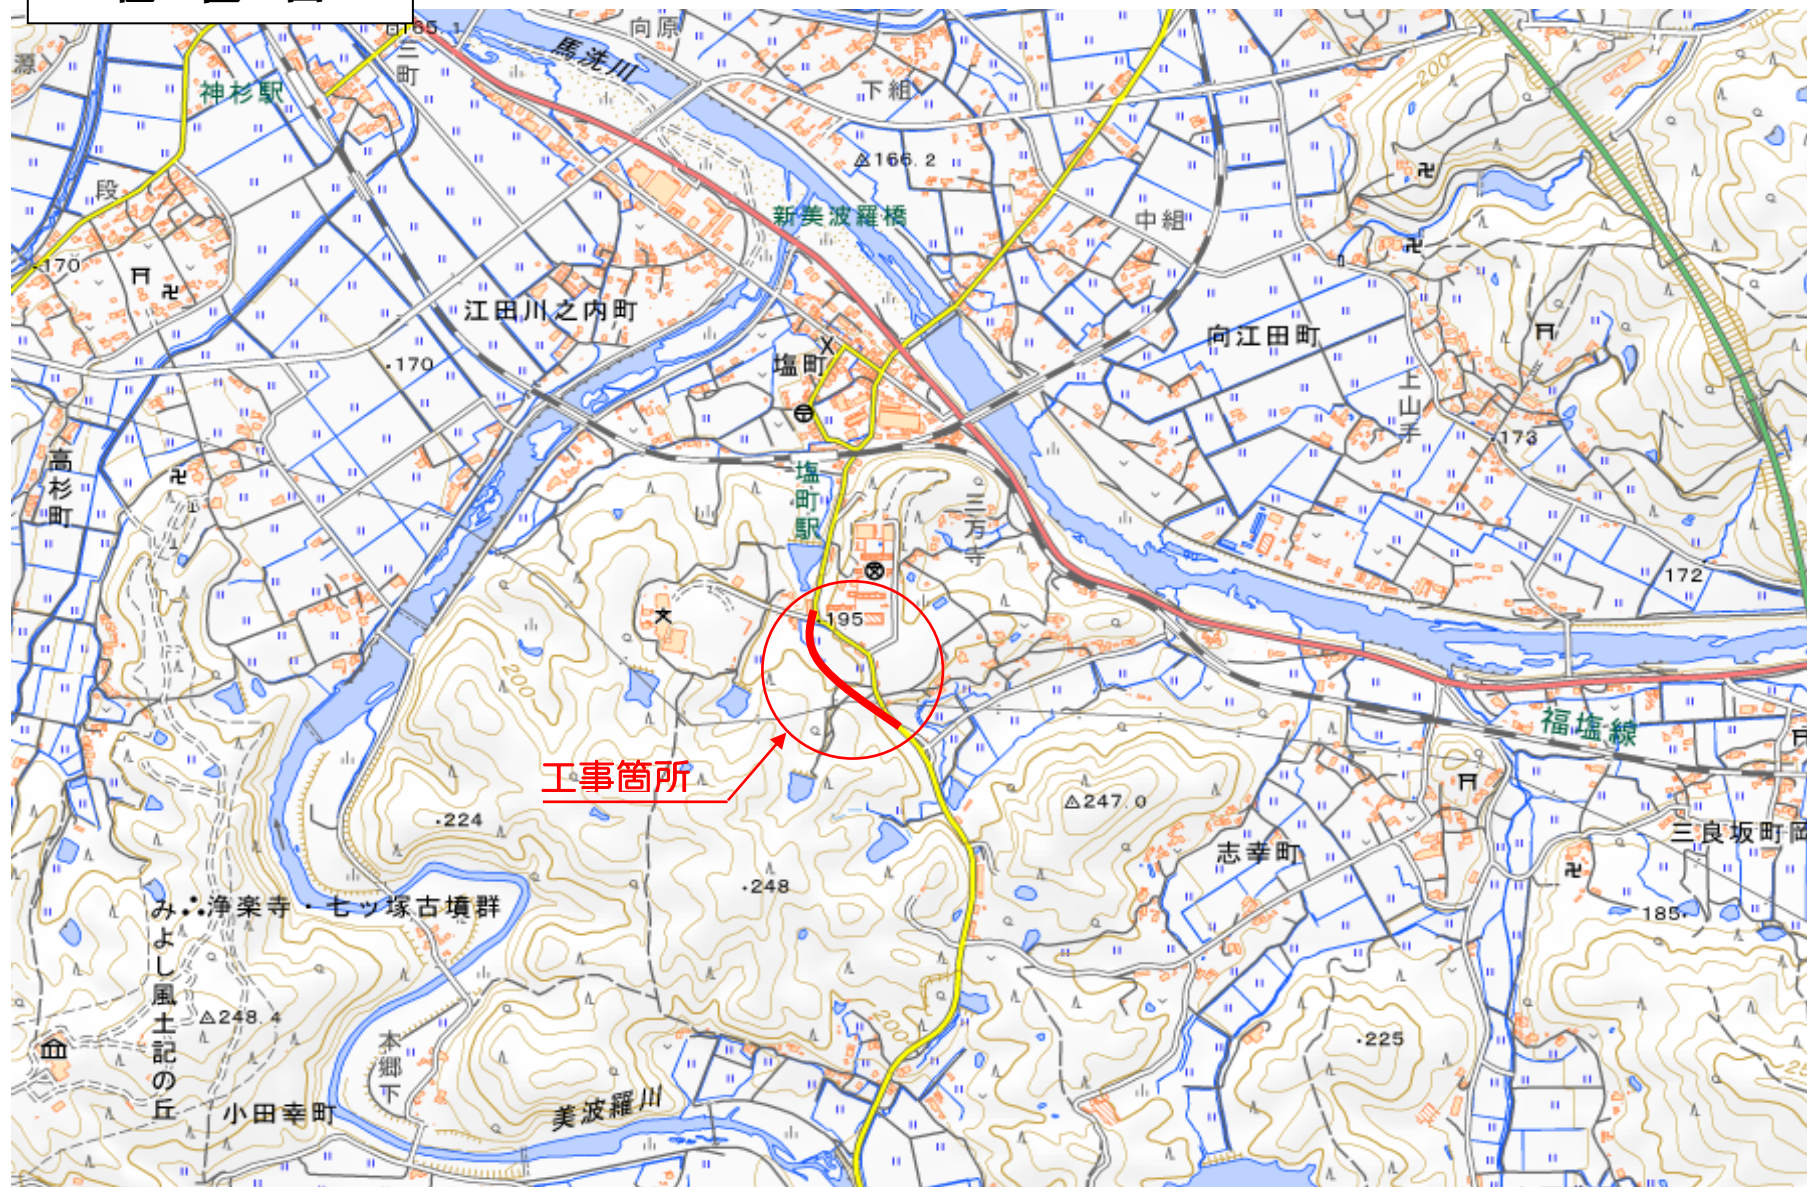 165.1
向原
馬洗川
源
三町
神杉駅
下組
200
166.2
段
新美波羅橋
中組
170
江田川之内町
向江田町
170
塩町
上山手
173
高杉町
塩町駅
三万寺
172
195
200
福塩線
工事箇所
247.0
224
志幸町
三良坂町岡
248
浄楽寺・七ッ塚古墳群
185
みよし風土記の丘
248.4
200
本郷下
225
小田幸町
美波羅川